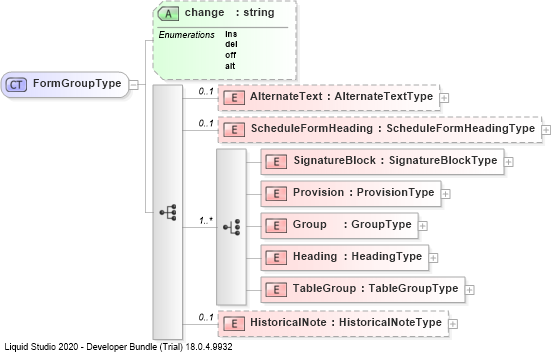 A change : string
Enumerations ins
del
off
alt
CT FormGroupType
0..1 E AlternateText : AlternateTextType
0..1 E ScheduleFormHeading : ScheduleFormHeadingType
E SignatureBlock : SignatureBlockType
E Provision : ProvisionType
1..* E Group : GroupType
E Heading : HeadingType
E TableGroup : TableGroupType
0..1 E HistoricalNote : HistoricalNoteType
Liquid Studio 2020 - Developer Bundle (Trial) 18.0.4.9932